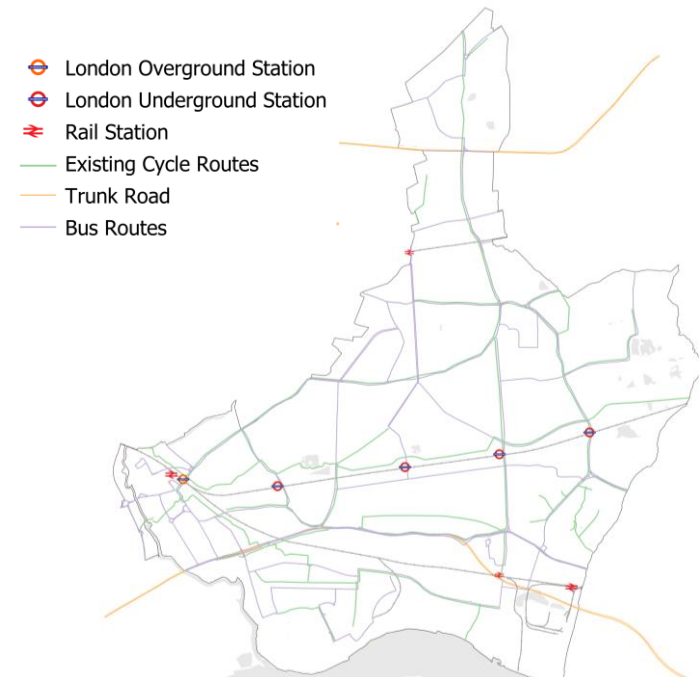 London Overground Station
London Underground Station
Rail Station
Existing Cycle Routes
Trunk Road
Bus Routes